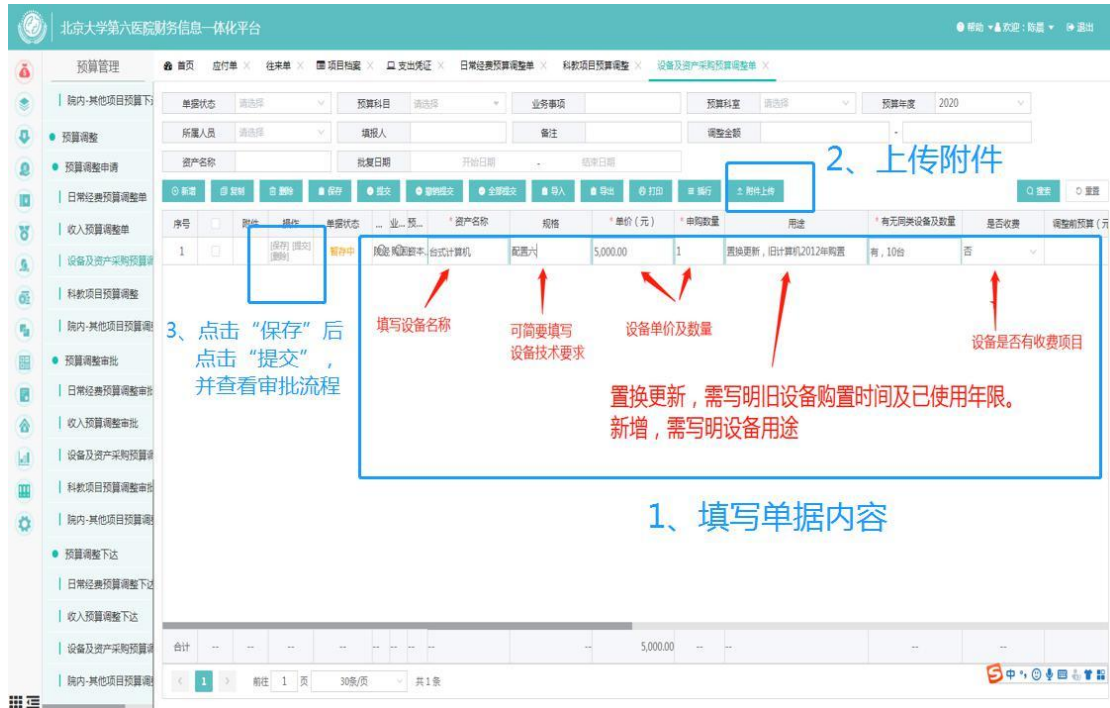 北京大学第六医院财务信息一体化平台
帮助 欢迎：陈晨 退出
预算管理
首页 应付单 × 往来单 × 项目档案 × 支出凭证 × 日常经费预算调整单 × 科教项目预算调整 × 设备及资产采购预算调整单 ×
院内-其他项目预算下
预算调整
预算调整申请
日常经费预算调整单
收入预算调整单
设备及资产采购预算调
科教项目预算调整
院内-其他项目预算调整
预算调整审批
日常经费预算调整审批
收入预算调整审批
设备及资产采购预算调
科教项目预算调整审批
院内-其他项目预算调整
预算调整下达
日常经费预算调整下达
收入预算调整下达
设备及资产采购预算调
院内-其他项目预算调
单据状态 请选择 预算科目 请选择 业务事项 预算科室 请选择 预算年度 2020
所属人员 请选择 填报人 备注 调整金额 -
资产名称 批复日期 开始日期 - 结束日期
2、上传附件
新增 复制 删除 保存 提交 撤销提交 全部提交 导入 导出 打印 插行 附件上传 搜索 重置
序号 附件 操作 单据状态 ... 业... 预... *资产名称 规格 *单价（元） *申购数量 用途 *有无同类设备及数量 是否收费 调整前预算（元
1 [保存] [提交] [删除] 暂存中 台式计算机 配置六 5,000.00 1 置换更新，旧计算机2012年购置 有，10台 否
填写设备名称
可简要填写
设备技术要求
设备单价及数量
设备是否有收费项目
3、点击“保存”后
点击“提交”，
并查看审批流程
置换更新，需写明旧设备购置时间及已使用年限。
新增，需写明设备用途
1、填写单据内容
合计 -- -- -- -- -- -- -- -- 5,000.00 -- -- -- --
1 前往 1 页 30条/页 共1条
中